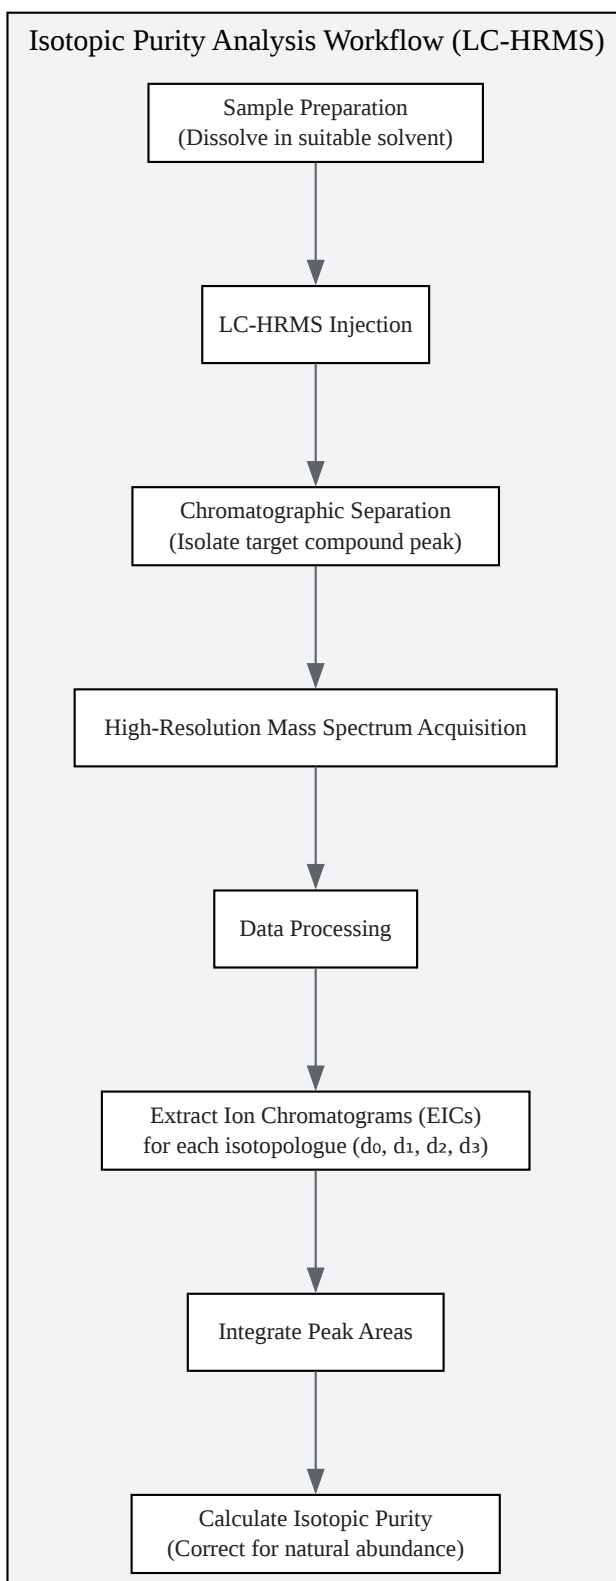 Isotopic Purity Analysis Workflow (LC-HRMS)
Sample Preparation
(Dissolve in suitable solvent)
LC-HRMS Injection
Chromatographic Separation
(Isolate target compound peak)
High-Resolution Mass Spectrum Acquisition
Data Processing
Extract Ion Chromatograms (EICs)
for each isotopologue (d₀, d₁, d₂, d₃)
Integrate Peak Areas
Calculate Isotopic Purity
(Correct for natural abundance)